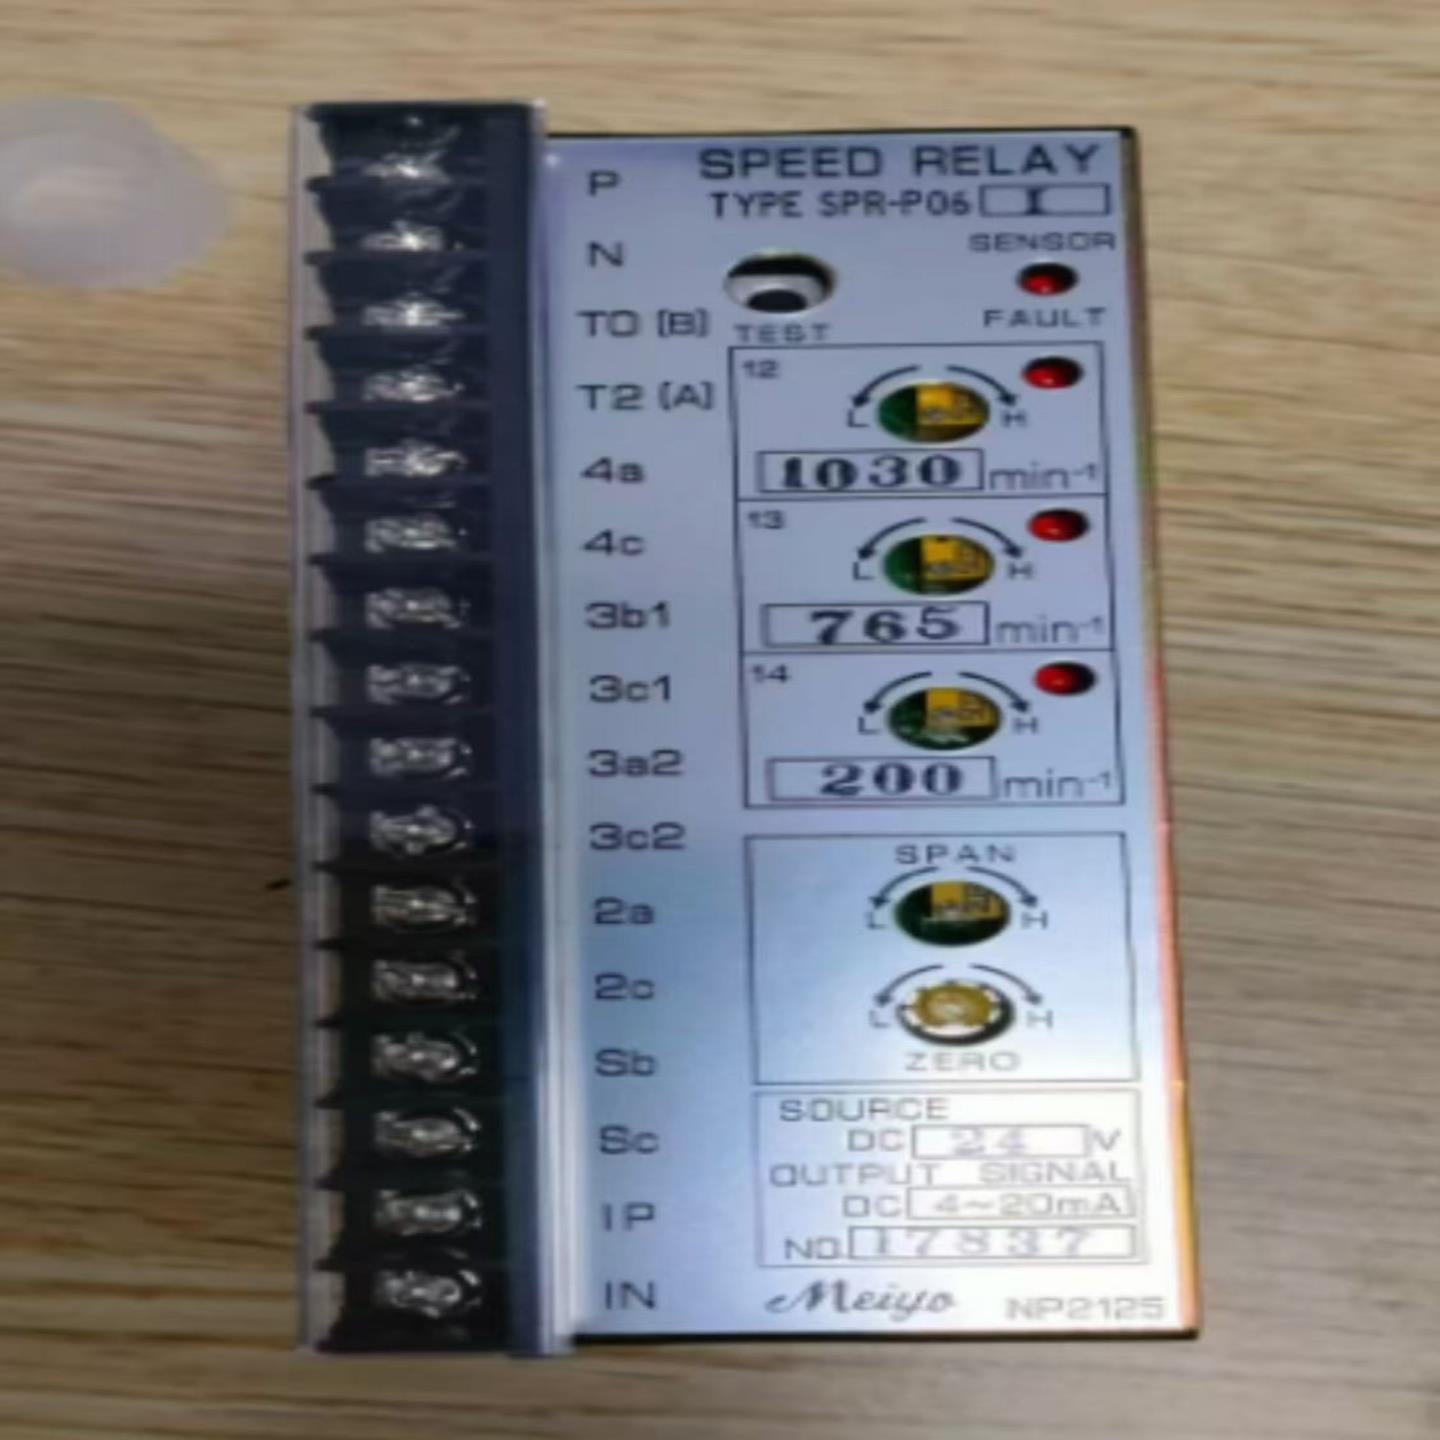 SPEED RELAY
TYPE SPR-P06 I
P
N
T0 (B)
T2 (A)
4a
4c
3b1
3c1
3a2
3c2
2a
2c
Sb
Sc
IP
IN
SENSOR
FAULT
TEST
12
L H
1030 min⁻¹
13
L H
765 min⁻¹
14
L H
200 min⁻¹
SPAN
L H
L H
ZERO
SOURCE
DC 24 V
OUTPUT SIGNAL
DC 4~20mA
NO. 17837
Meiyo NP2125